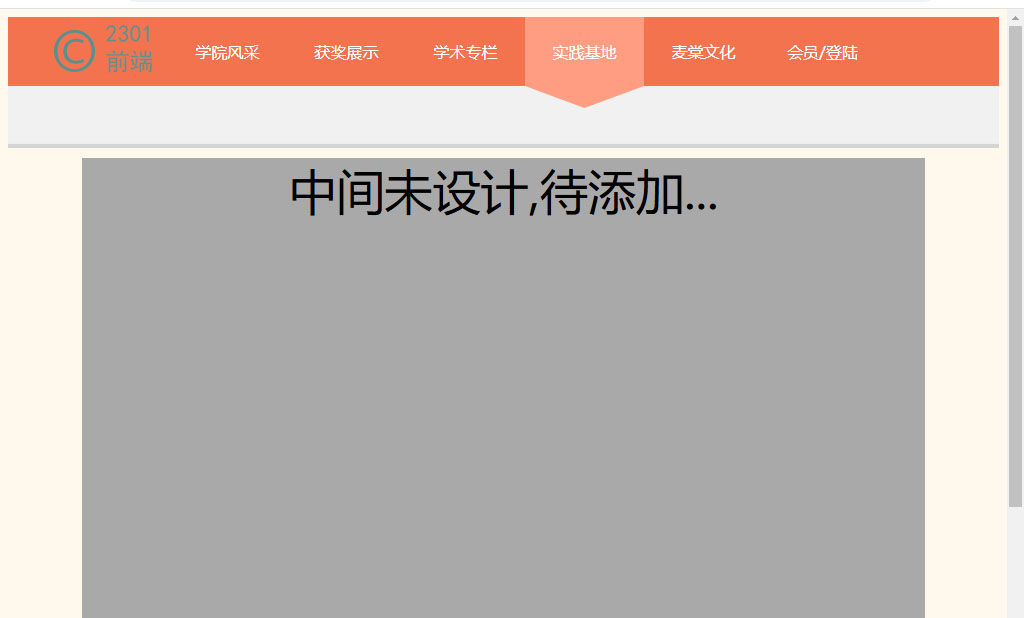 ©
2301
前端
学院风采 获奖展示 学术专栏 实践基地 麦棠文化 会员/登陆
中间未设计,待添加...